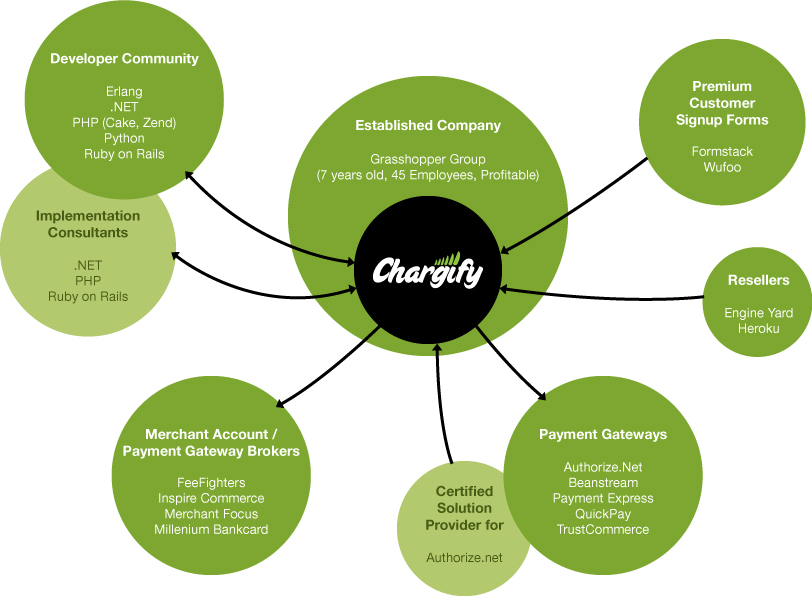 Developer Community
Erlang
.NET
PHP (Cake, Zend)
Python
Ruby on Rails
Implementation
Consultants
.NET
PHP
Ruby on Rails
Established Company
Grasshopper Group
(7 years old, 45 Employees, Profitable)
Chargify
Premium
Customer
Signup Forms
Formstack
Wufoo
Resellers
Engine Yard
Heroku
Merchant Account /
Payment Gateway Brokers
FeeFighters
Inspire Commerce
Merchant Focus
Millenium Bankcard
Certified
Solution
Provider for
Authorize.net
Payment Gateways
Authorize.Net
Beanstream
Payment Express
QuickPay
TrustCommerce